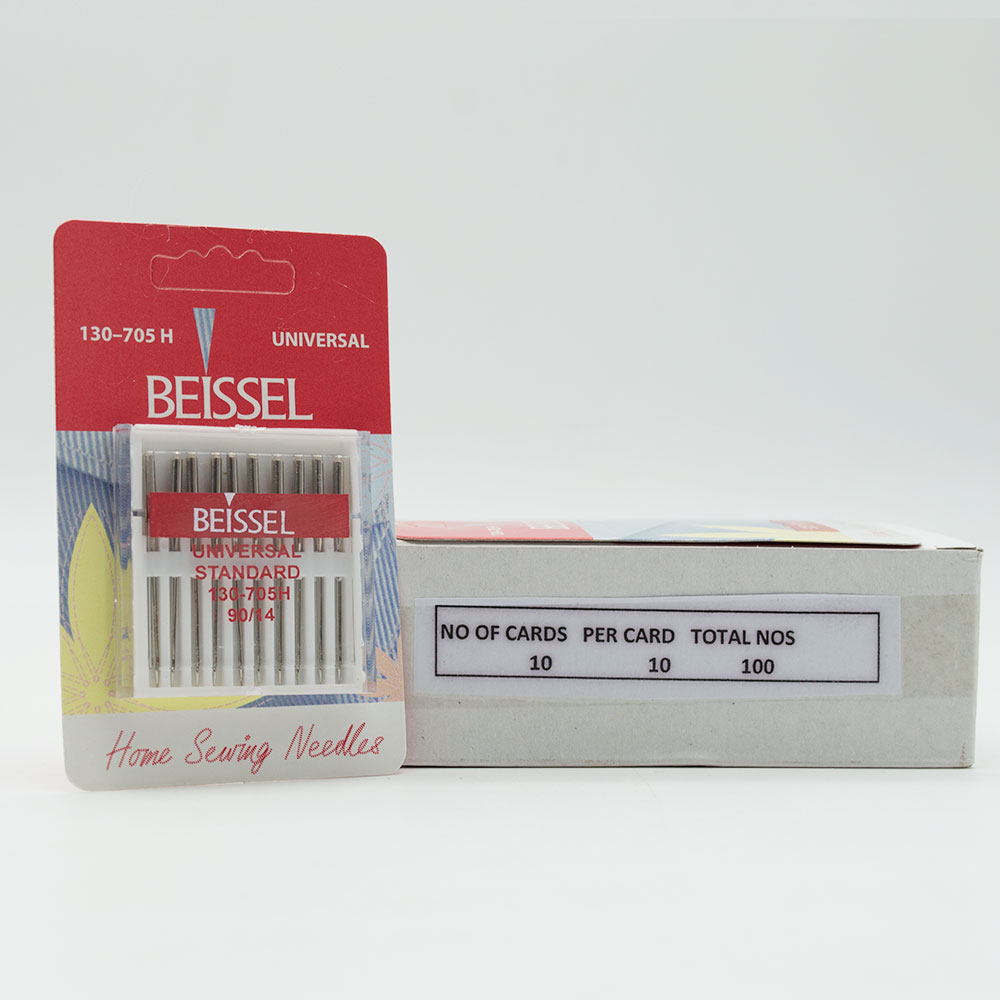 130–705 H
UNIVERSAL
BEISSEL
BEISSEL
UNIVERSAL
STANDARD
130-705H
90/14
Home Sewing Needles
NO OF CARDS PER CARD TOTAL NOS
10 10 100